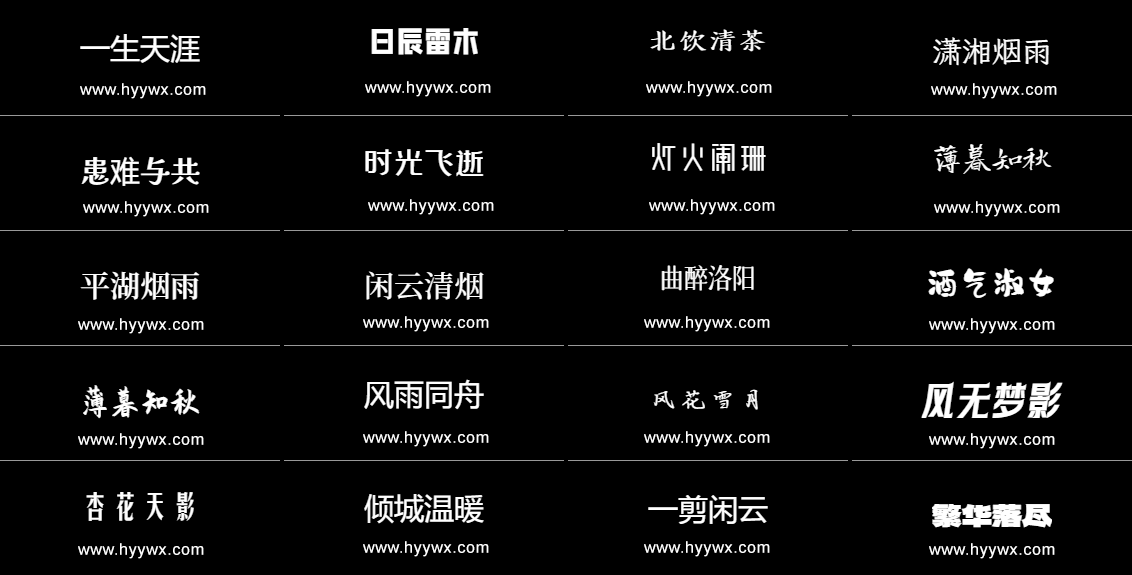 一生天涯
日辰雷木
北饮清茶
潇湘烟雨
www.hyywx.com
www.hyywx.com
www.hyywx.com
www.hyywx.com
患难与共
时光飞逝
灯火闹珊
薄暮知秋
www.hyywx.com
www.hyywx.com
www.hyywx.com
www.hyywx.com
平湖烟雨
闲云清烟
曲醉洛阳
酒气淑女
www.hyywx.com
www.hyywx.com
www.hyywx.com
www.hyywx.com
薄暮知秋
风雨同舟
风花雪月
风无梦影
www.hyywx.com
www.hyywx.com
www.hyywx.com
www.hyywx.com
杏花天影
倾城温暖
一剪闲云
繁华落尽
www.hyywx.com
www.hyywx.com
www.hyywx.com
www.hyywx.com